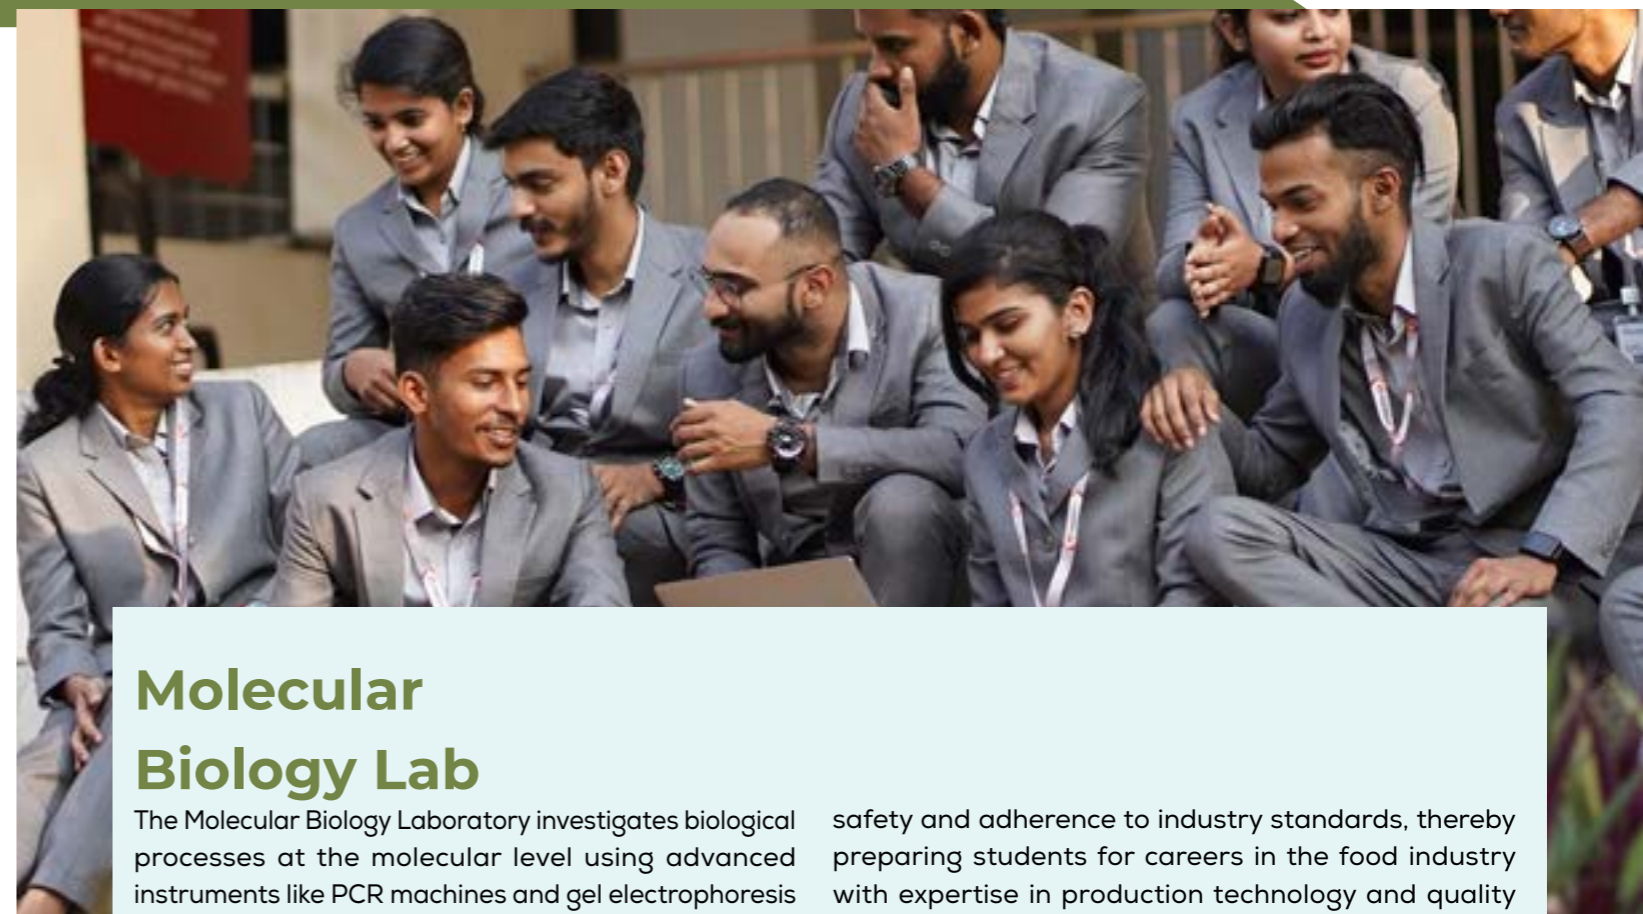 Molecular
Biology Lab
The Molecular Biology Laboratory investigates biological
processes at the molecular level using advanced
instruments like PCR machines and gel electrophoresis
safety and adherence to industry standards, thereby
preparing students for careers in the food industry
with expertise in production technology and quality